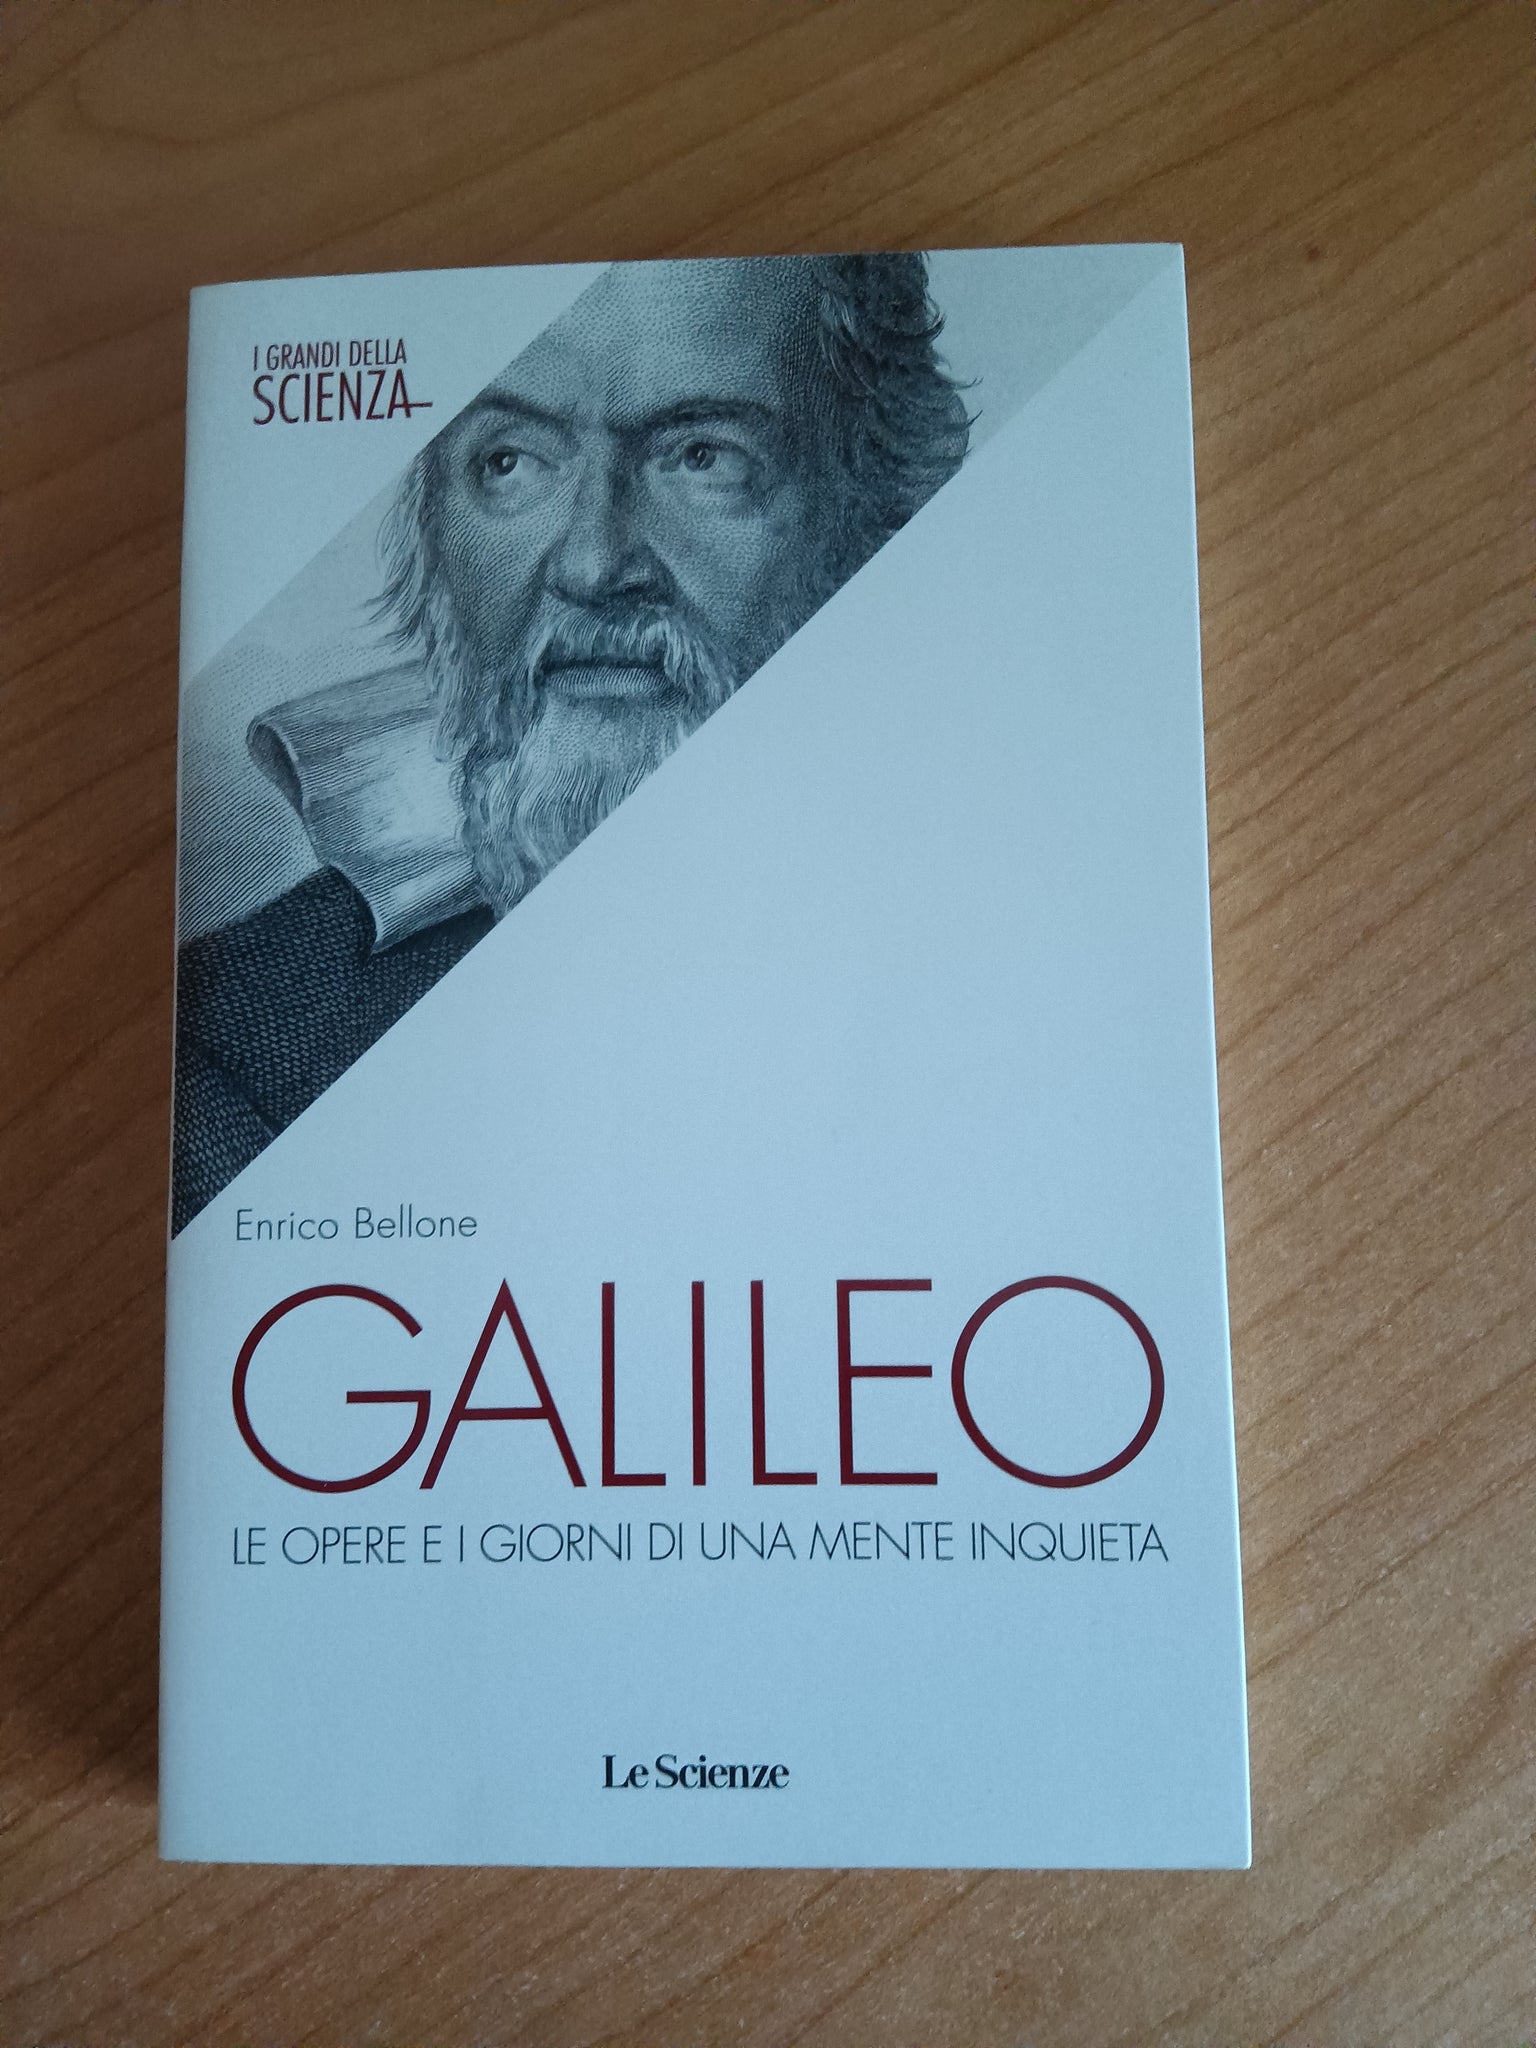 I GRANDI DELLA
SCIENZA
Enrico Bellone
GALILEO
LE OPERE E I GIORNI DI UNA MENTE INQUIETA
Le Scienze